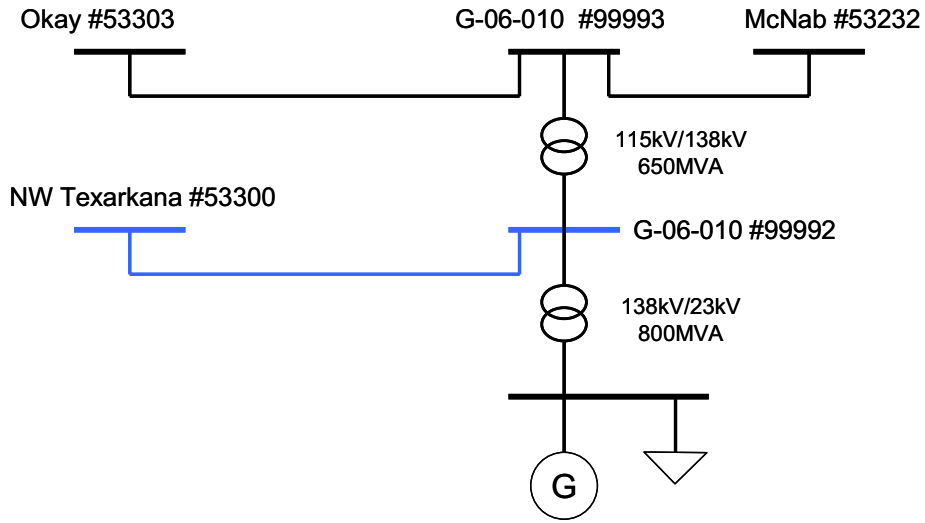 Okay #53303
G-06-010 #99993
McNab #53232
115kV/138kV
650MVA
NW Texarkana #53300
G-06-010 #99992
138kV/23kV
800MVA
G